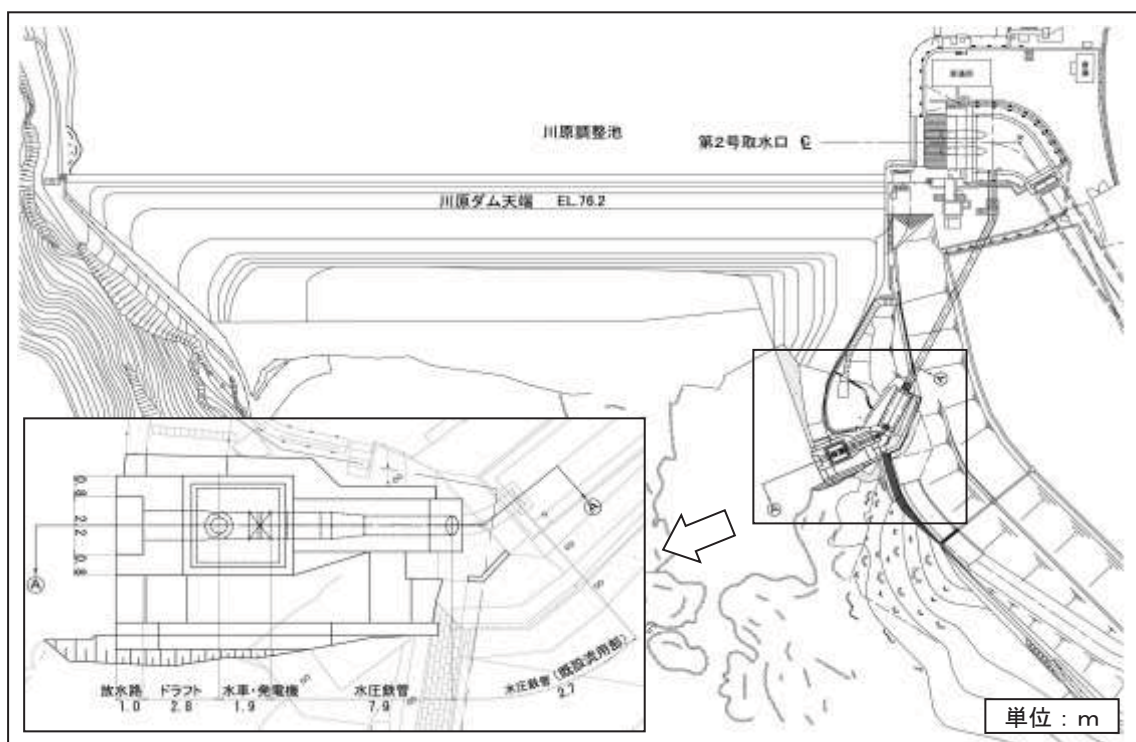 川原調整池
第2号取水口 ℄
川原ダム天端 EL.76.2
0.8
2.2
0.8
Ⓐ
Ⓐ
放水路
1.0
ドラフト
2.8
水車・発電機
1.9
水圧鉄管
7.9
水圧鉄管(既設流用部)
2.7
単位:m